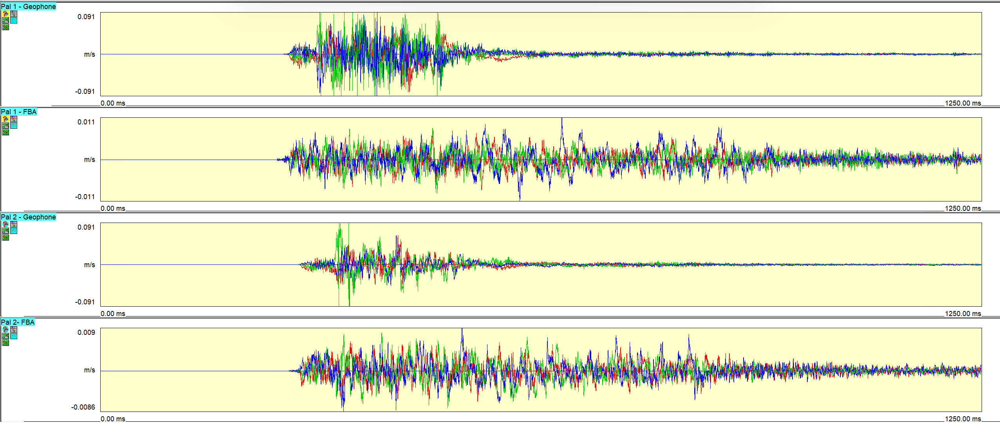 Pal 1 - Geophone
0.091
m/s
-0.091
0.00 ms
1250.00 ms
Pal 1 - FBA
0.011
m/s
-0.011
0.00 ms
1250.00 ms
Pal 2 - Geophone
0.091
m/s
-0.091
0.00 ms
1250.00 ms
Pal 2- FBA
0.009
m/s
-0.0086
0.00 ms
1250.00 ms